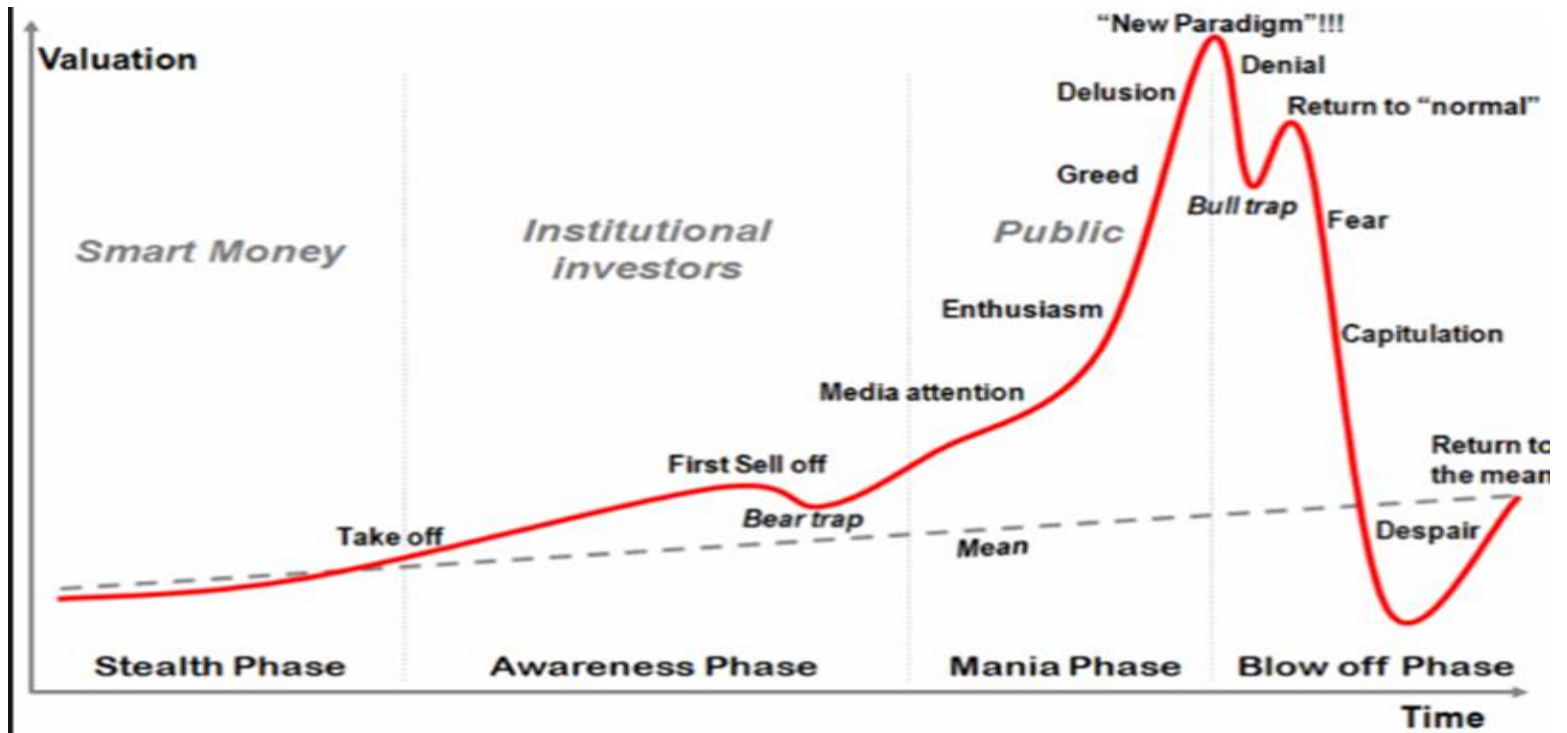 “New Paradigm”!!!
Valuation
Denial
Delusion
Return to “normal”
Greed
Bull trap
Smart Money
Institutional
investors
Public
Fear
Enthusiasm
Capitulation
Media attention
First Sell off
Return to
the mean
Bear trap
Take off
Mean
Despair
Stealth Phase
Awareness Phase
Mania Phase
Blow off Phase
Time